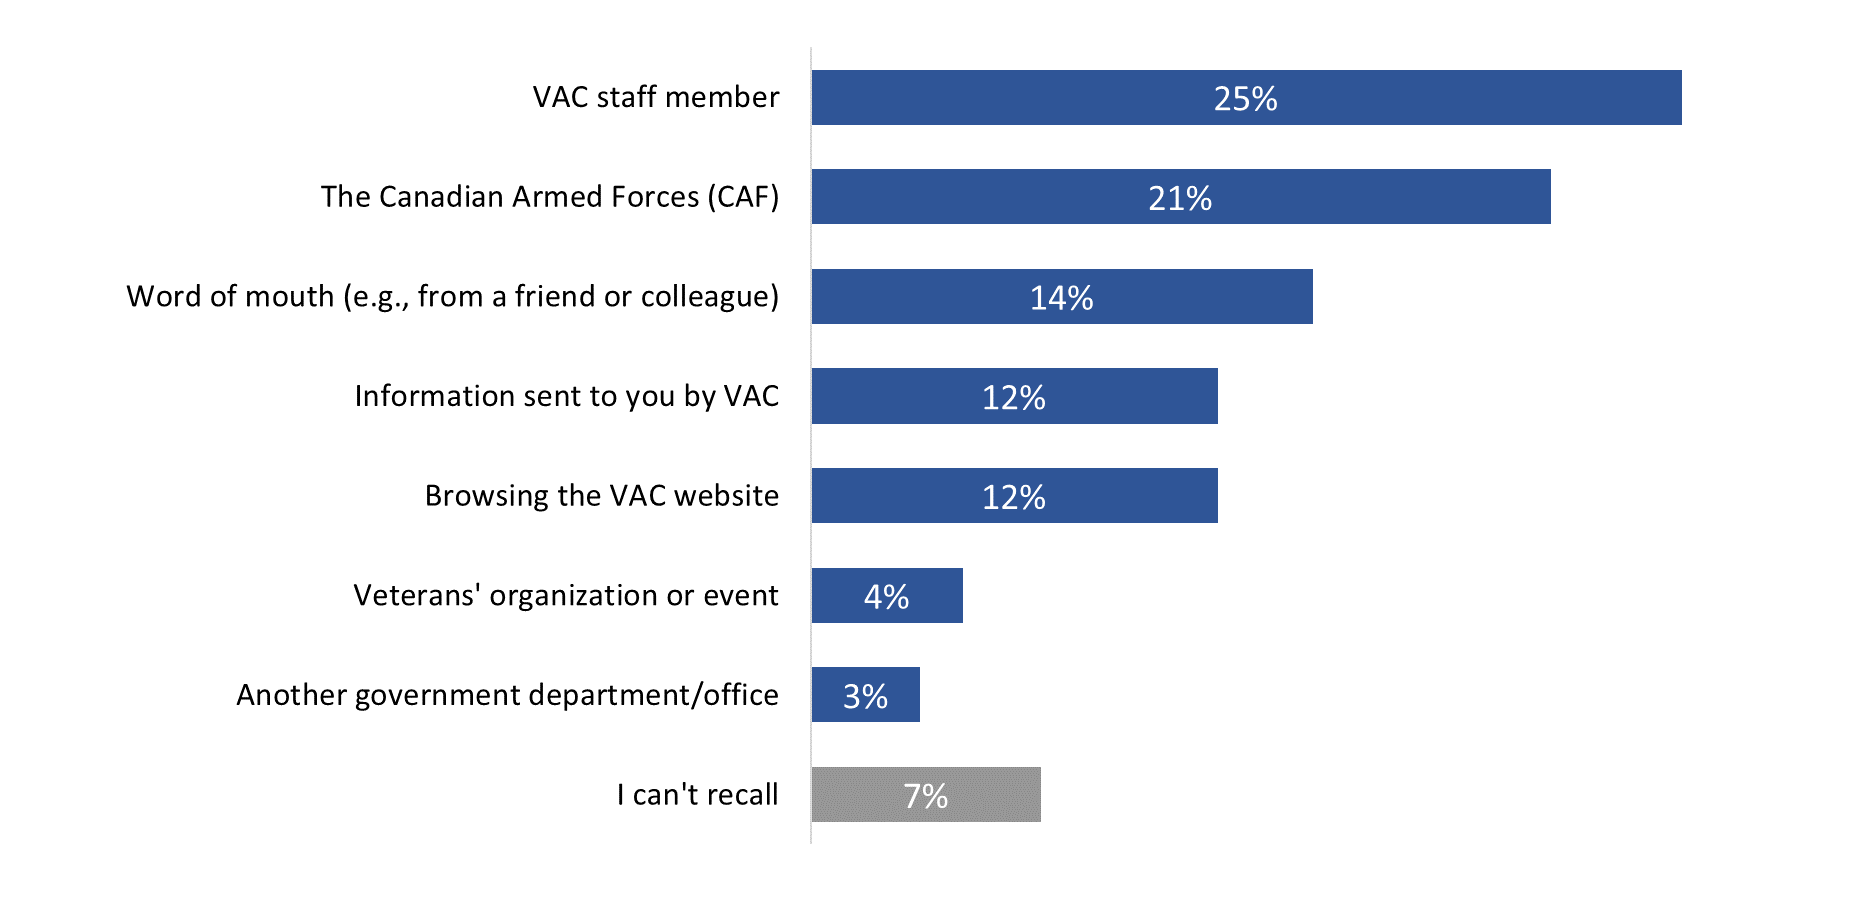 VAC staff member 25%
The Canadian Armed Forces (CAF) 21%
Word of mouth (e.g., from a friend or colleague) 14%
Information sent to you by VAC 12%
Browsing the VAC website 12%
Veterans' organization or event 4%
Another government department/office 3%
I can't recall 7%